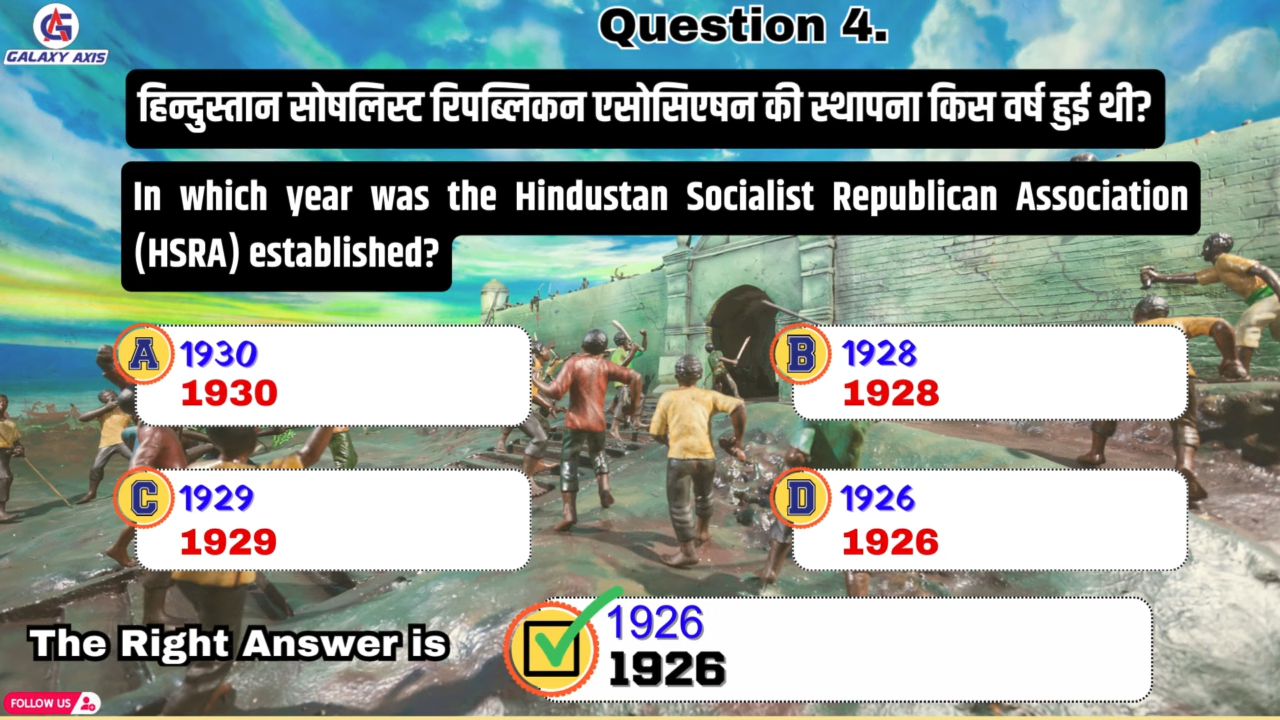 GALAXY AXIS
Question 4.
हिन्दुस्तान सोषलिस्ट रिपब्लिकन एसोसिएषन की स्थापना किस वर्ष हुई थी?
In which year was the Hindustan Socialist Republican Association
(HSRA) established?
A 1930
1930
B 1928
1928
C 1929
1929
D 1926
1926
The Right Answer is
1926
1926
FOLLOW US